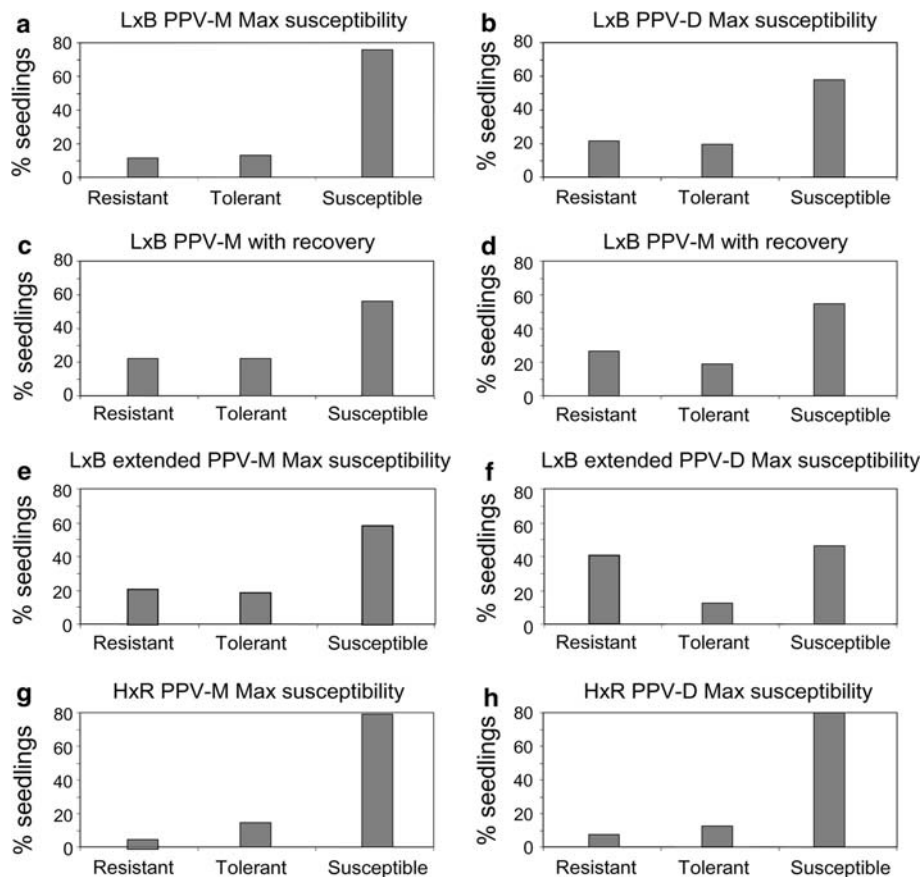 a LxB PPV-M Max susceptibility
% seedlings
80
60
40
20
0
Resistant Tolerant Susceptible
b LxB PPV-D Max susceptibility
% seedlings
80
60
40
20
0
Resistant Tolerant Susceptible
c LxB PPV-M with recovery
% seedlings
80
60
40
20
0
Resistant Tolerant Susceptible
d LxB PPV-M with recovery
% seedlings
80
60
40
20
0
Resistant Tolerant Susceptible
e LxB extended PPV-M Max susceptibility
% seedlings
80
60
40
20
0
Resistant Tolerant Susceptible
f LxB extended PPV-D Max susceptibility
% seedlings
80
60
40
20
0
Resistant Tolerant Susceptible
g HxR PPV-M Max susceptibility
% seedlings
80
60
40
20
0
Resistant Tolerant Susceptible
h HxR PPV-D Max susceptibility
% seedlings
80
60
40
20
0
Resistant Tolerant Susceptible